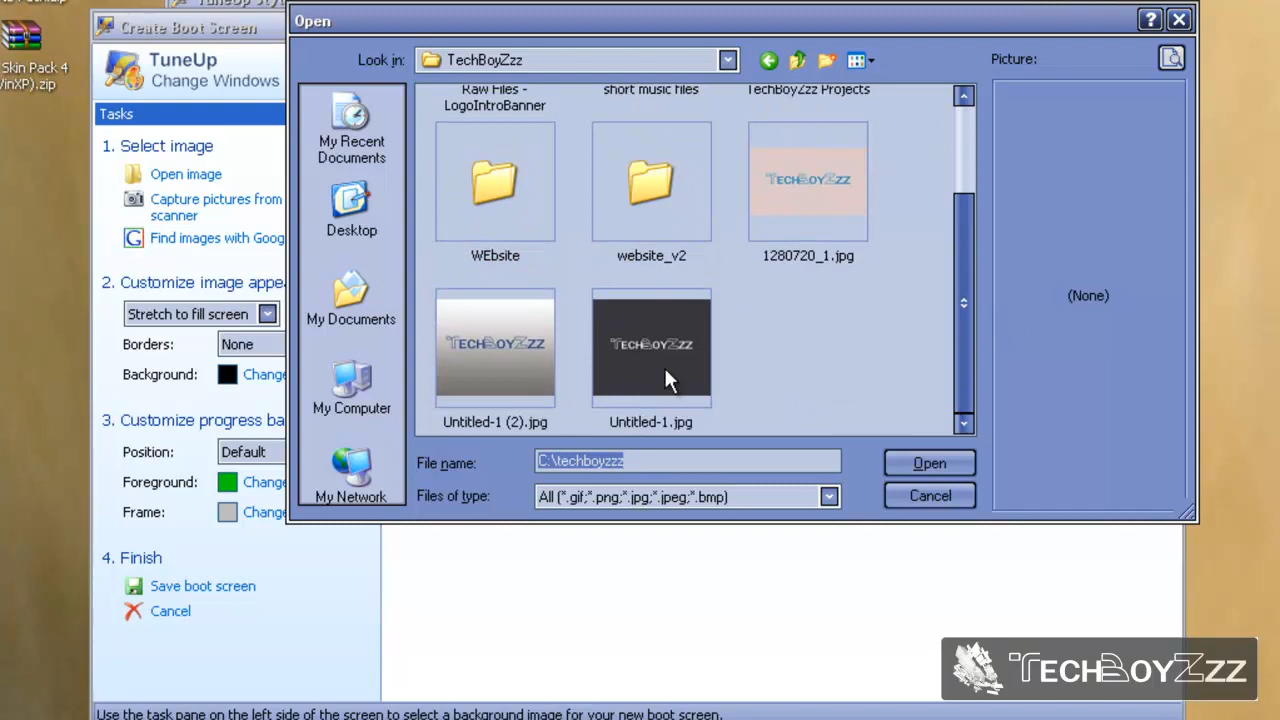 Skin Pack 4
WinXP).zip
Create Boot Screen
TuneUp
Change Windows
Tasks
1. Select image
Open image
Capture pictures from
scanner
Find images with Goog
2. Customize image appe
Stretch to fill screen
Borders:
None
Background:
Change
3. Customize progress ba
Position:
Default
Foreground:
Change
Frame:
Change
4. Finish
Save boot screen
Cancel
Use the task pane on the left side of the screen to select a background image for your new boot screen.
Open
Look in:
TechBoyZzz
Picture:
My Recent
Documents
Desktop
My Documents
My Computer
My Network
Raw Files -
LogoIntroBanner
short music files
TechBoyZzz Projects
WEbsite
website_v2
TECHBOYZZZ
1280720_1.jpg
TECHBOYZZZ
Untitled-1 (2).jpg
TECHBOYZZZ
Untitled-1.jpg
(None)
File name:
C:\techboyzzz
Open
Files of type:
All (*.gif;*.png;*.jpg;*.jpeg;*.bmp)
Cancel
TECHBOYZZZ